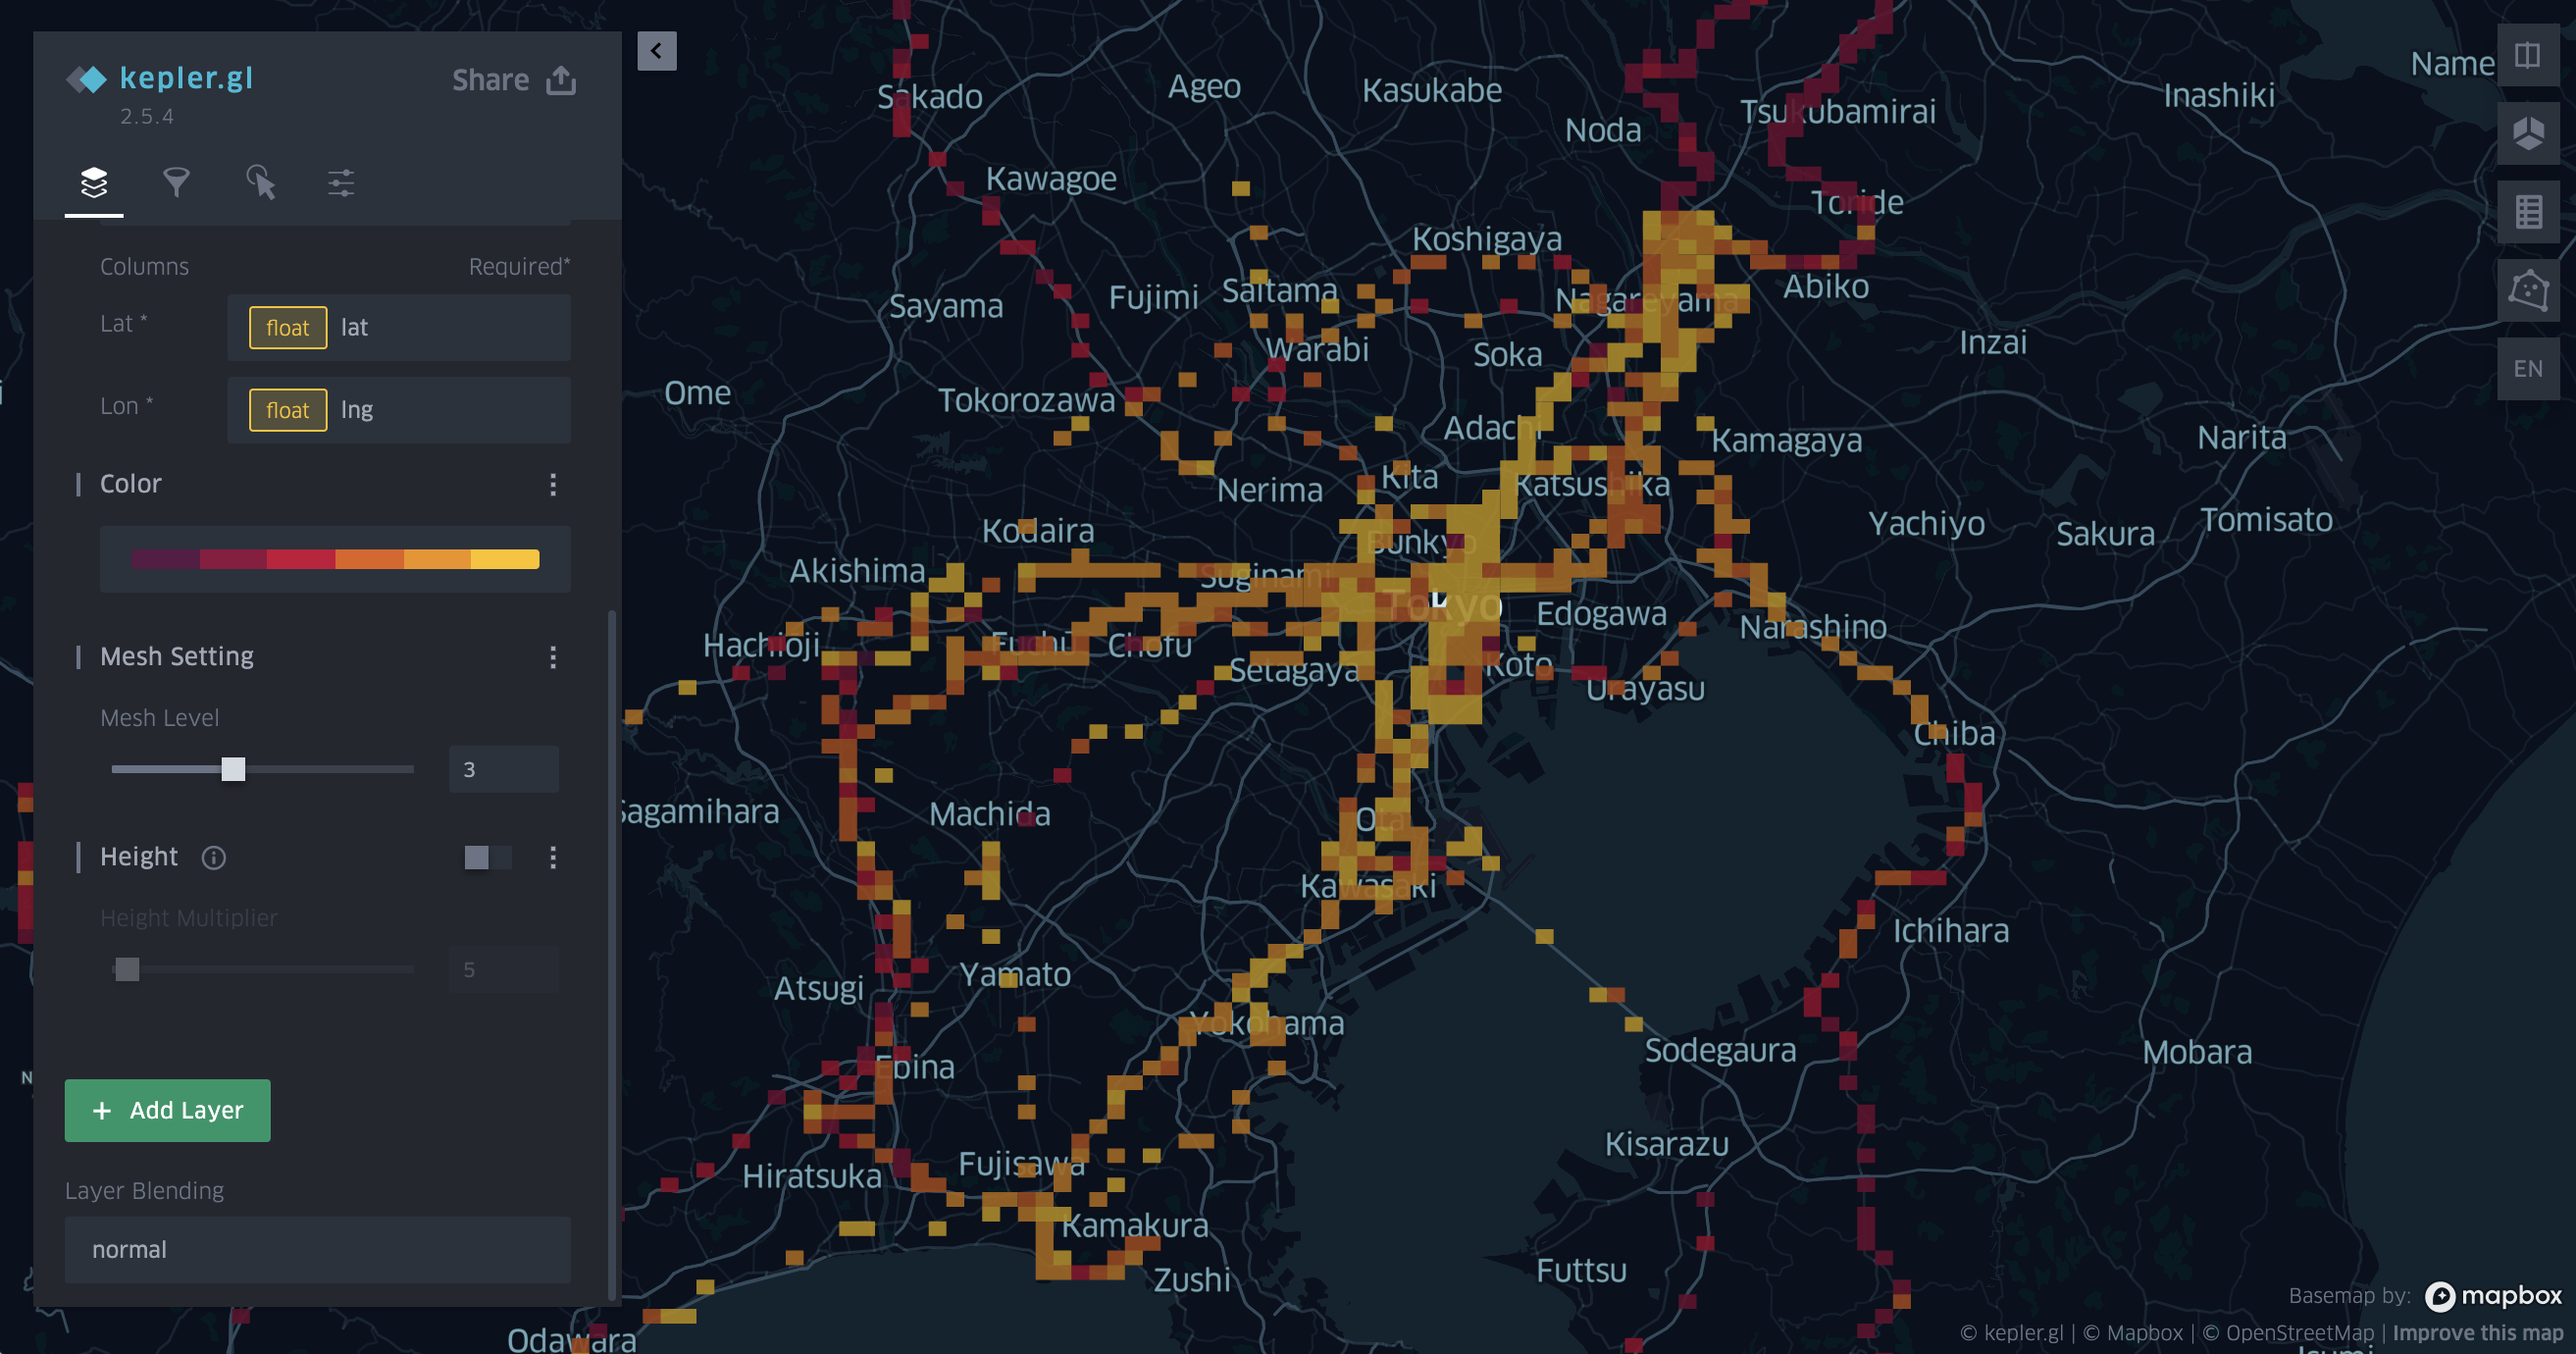 kepler.gl
2.5.4
Share
Columns
Required*
Lat *
float
lat
Lon *
float
lng
Color
Mesh Setting
Mesh Level
3
Height
Height Multiplier
5
+ Add Layer
Layer Blending
normal
EN
Sakado
Ageo
Kasukabe
Noda
Tsukubamirai
Inashiki
Name
Kawagoe
Toride
Koshigaya
Sayama
Fujimi
Saitama
Nagareyama
Abiko
Warabi
Soka
Inzai
Ome
Tokorozawa
Adachi
Kamagaya
Narita
Nerima
Kita
Katsushika
Kodaira
Bunkyo
Yachiyo
Sakura
Tomisato
Akishima
Suginami
Tokyo
Edogawa
Narashino
Hachioji
Fuchū
Chofu
Setagaya
Koto
Urayasu
Chiba
Sagamihara
Machida
Ota
Kawasaki
Ichihara
Atsugi
Yamato
Yokohama
Sodegaura
Mobara
Ebina
Kisarazu
Hiratsuka
Fujisawa
Kamakura
Zushi
Futtsu
Odawara
Basemap by: mapbox
© kepler.gl | © Mapbox | © OpenStreetMap | Improve this map